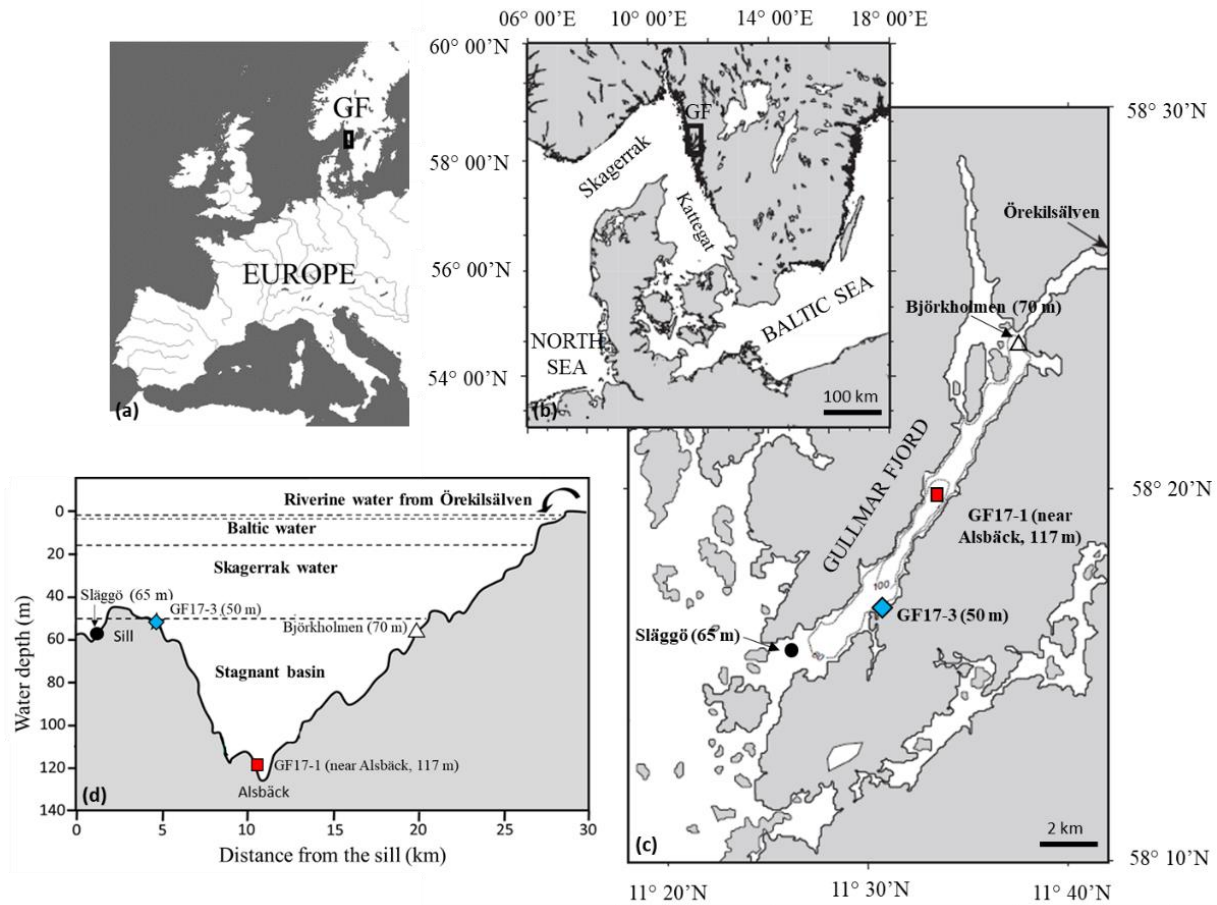 GF
EUROPE
(a)
06° 00’E 10° 00’E 14° 00’E 18° 00’E
60° 00’N
58° 00’N
56° 00’N
54° 00’N
GF
Skagerrak
Kattegat
BALTIC SEA
NORTH
SEA
(b)
100 km
58° 30’N
58° 20’N
58° 10’N
Örekilsälven
Björkholmen (70 m)
GULLMAR FJORD
GF17-1 (near
Alsbäck, 117 m)
100
GF17-3 (50 m)
Släggö (65 m)
(c)
2 km
11° 20’N 11° 30’N 11° 40’N
Riverine water from Örekilsälven
Baltic water
Skagerrak water
Släggö (65 m)
GF17-3 (50 m)
Sill
Björkholmen (70 m)
Stagnant basin
GF17-1 (near Alsbäck, 117 m)
Alsbäck
(d)
Water depth (m)
0
20
40
60
80
100
120
140
0 5 10 15 20 25 30
Distance from the sill (km)